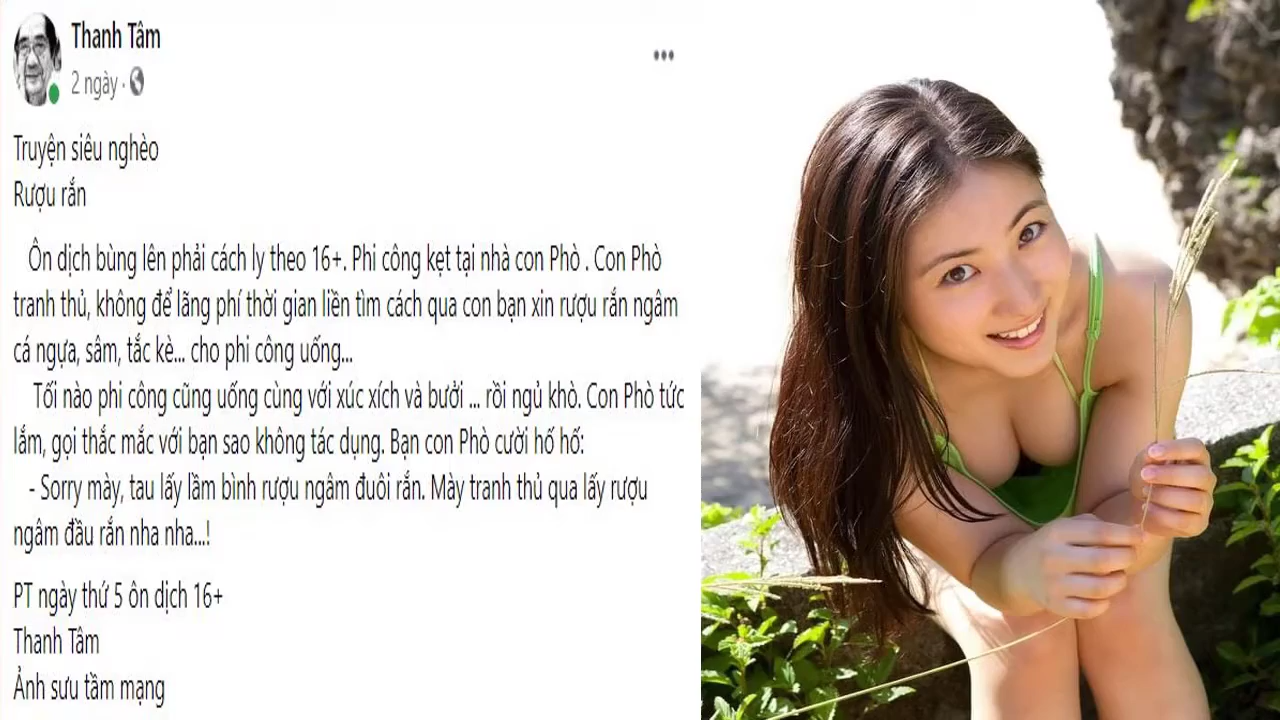 Thanh Tâm
2 ngày ·
Truyện siêu nghèo
Rượu rắn
Ôn dịch bùng lên phải cách ly theo 16+. Phi công kẹt tại nhà con Phò . Con Phò
tranh thủ, không để lãng phí thời gian liền tìm cách qua con bạn xin rượu rắn ngâm
cá ngựa, sâm, tắc kè... cho phi công uống...
Tối nào phi công cũng uống cùng với xúc xích và bưởi ... rồi ngủ khò. Con Phò tức
lắm, gọi thắc mắc với bạn sao không tác dụng. Bạn con Phò cười hố hố:
- Sorry mày, tau lấy lầm bình rượu ngâm đuôi rắn. Mày tranh thủ qua lấy rượu
ngâm đầu rắn nha nha...!
PT ngày thứ 5 ôn dịch 16+
Thanh Tâm
Ảnh sưu tầm mạng